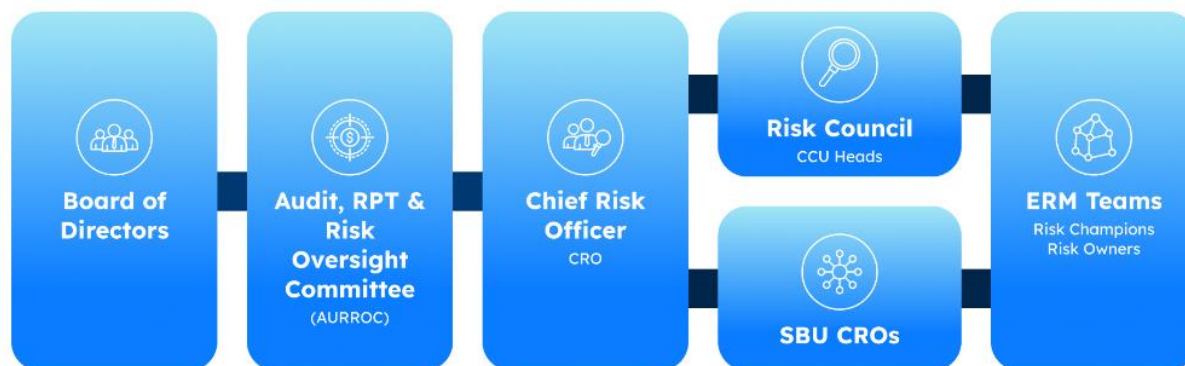 Board of
Directors
Audit, RPT &
Risk
Oversight
Committee
(AURROC)
Chief Risk
Officer
CRO
Risk Council
CCU Heads
SBU CROs
ERM Teams
Risk Champions
Risk Owners